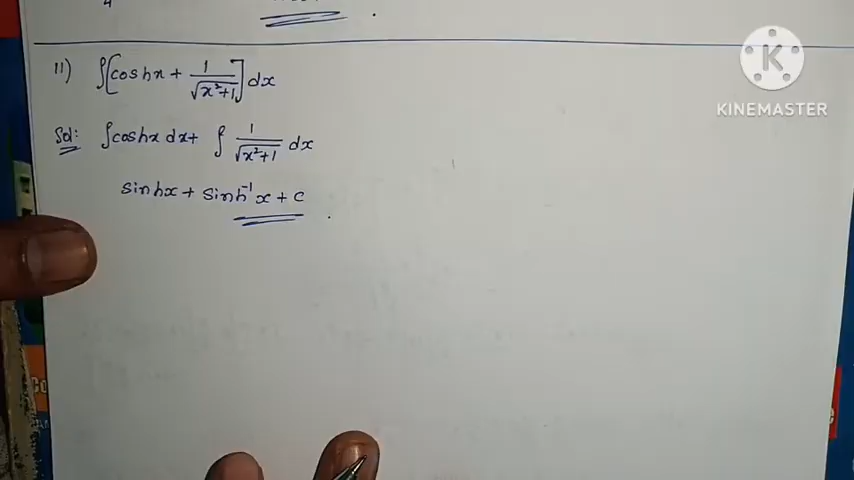 11) ∫[coshx + 1/√(x²+1)] dx
Sol: ∫coshx dx + ∫ 1/√(x²+1) dx
sinhx + sinh⁻¹x + c
K
KINEMASTER